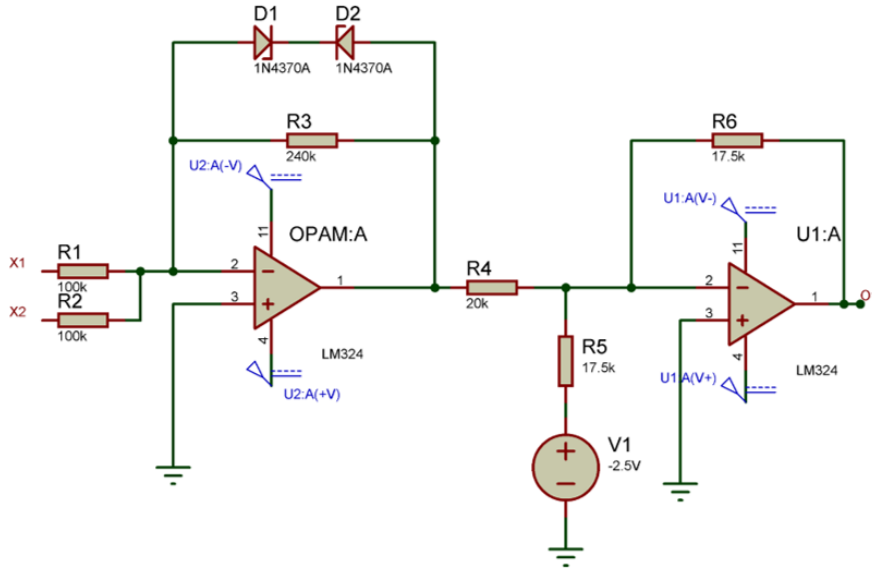 D1
D2
1N4370A
1N4370A
R3
240k
R6
17.5k
U2:A(-V)
U1:A(V-)
11
OPAM:A
11
U1:A
X1
R1
2
1
R4
2
1
O
100k
X2
R2
3
20k
3
100k
4
R5
4
LM324
17.5k
LM324
U2:A(+V)
U1:A(V+)
V1
-2.5V